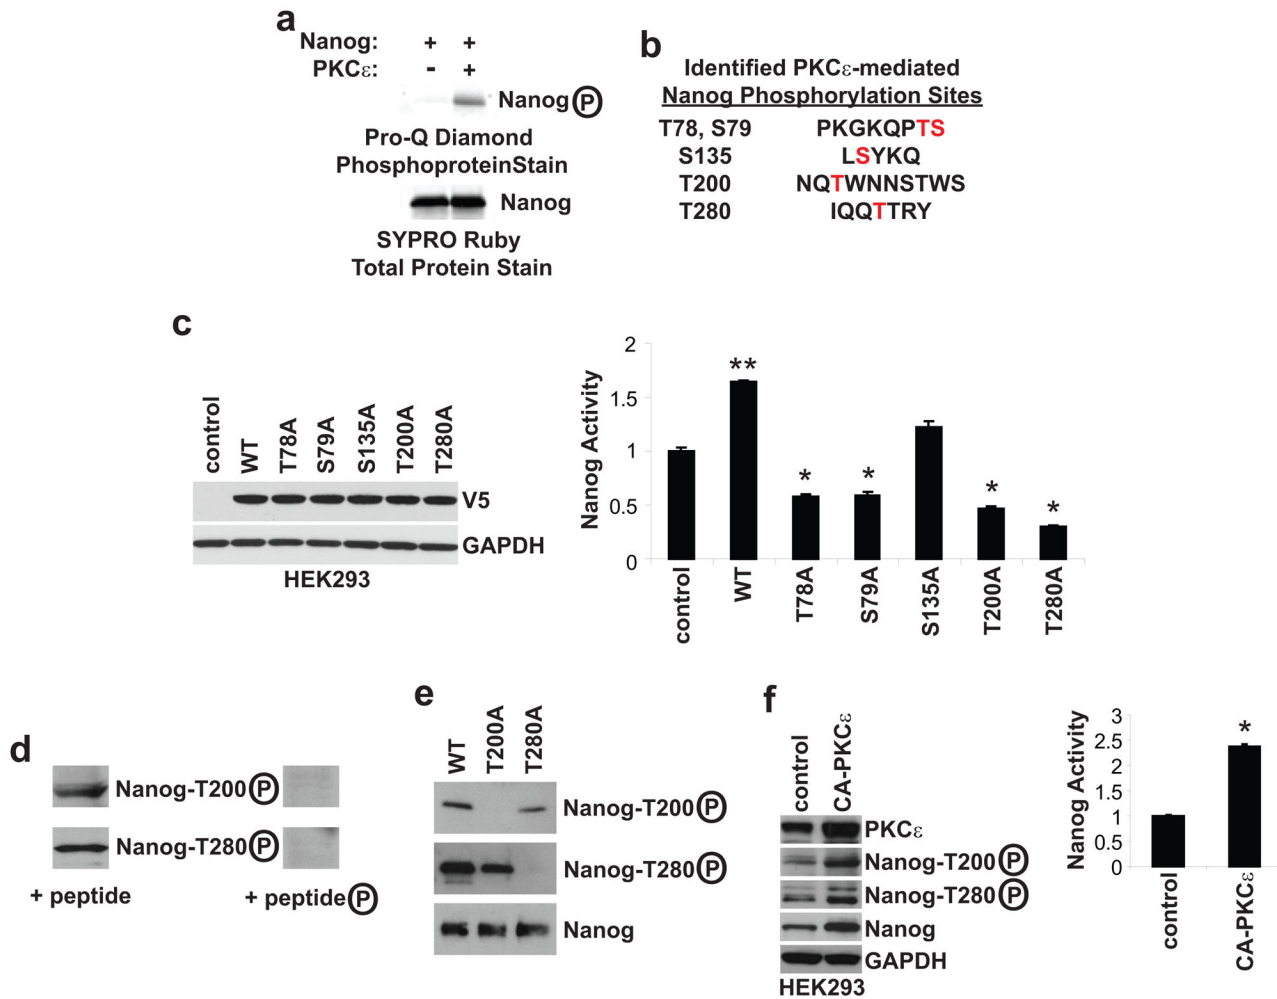 a
Nanog: + +
PKCε: - +
Nanog P
Pro-Q Diamond
PhosphoproteinStain
Nanog
SYPRO Ruby
Total Protein Stain
b
Identified PKCε-mediated
Nanog Phosphorylation Sites
T78, S79 PKGKQPTS
S135 LSYKQ
T200 NQTWNNSTWS
T280 IQQTTRY
c
control
WT
T78A
S79A
S135A
T200A
T280A
V5
GAPDH
HEK293
Nanog Activity
2
1.5
1
0.5
0
**
*
*
*
*
control
WT
T78A
S79A
S135A
T200A
T280A
d
Nanog-T200 P
Nanog-T280 P
+ peptide
+ peptide P
e
WT
T200A
T280A
Nanog-T200 P
Nanog-T280 P
Nanog
f
control
CA-PKCε
PKCε
Nanog-T200 P
Nanog-T280 P
Nanog
GAPDH
HEK293
Nanog Activity
3
2.5
2
1.5
1
0.5
0
*
control
CA-PKCε